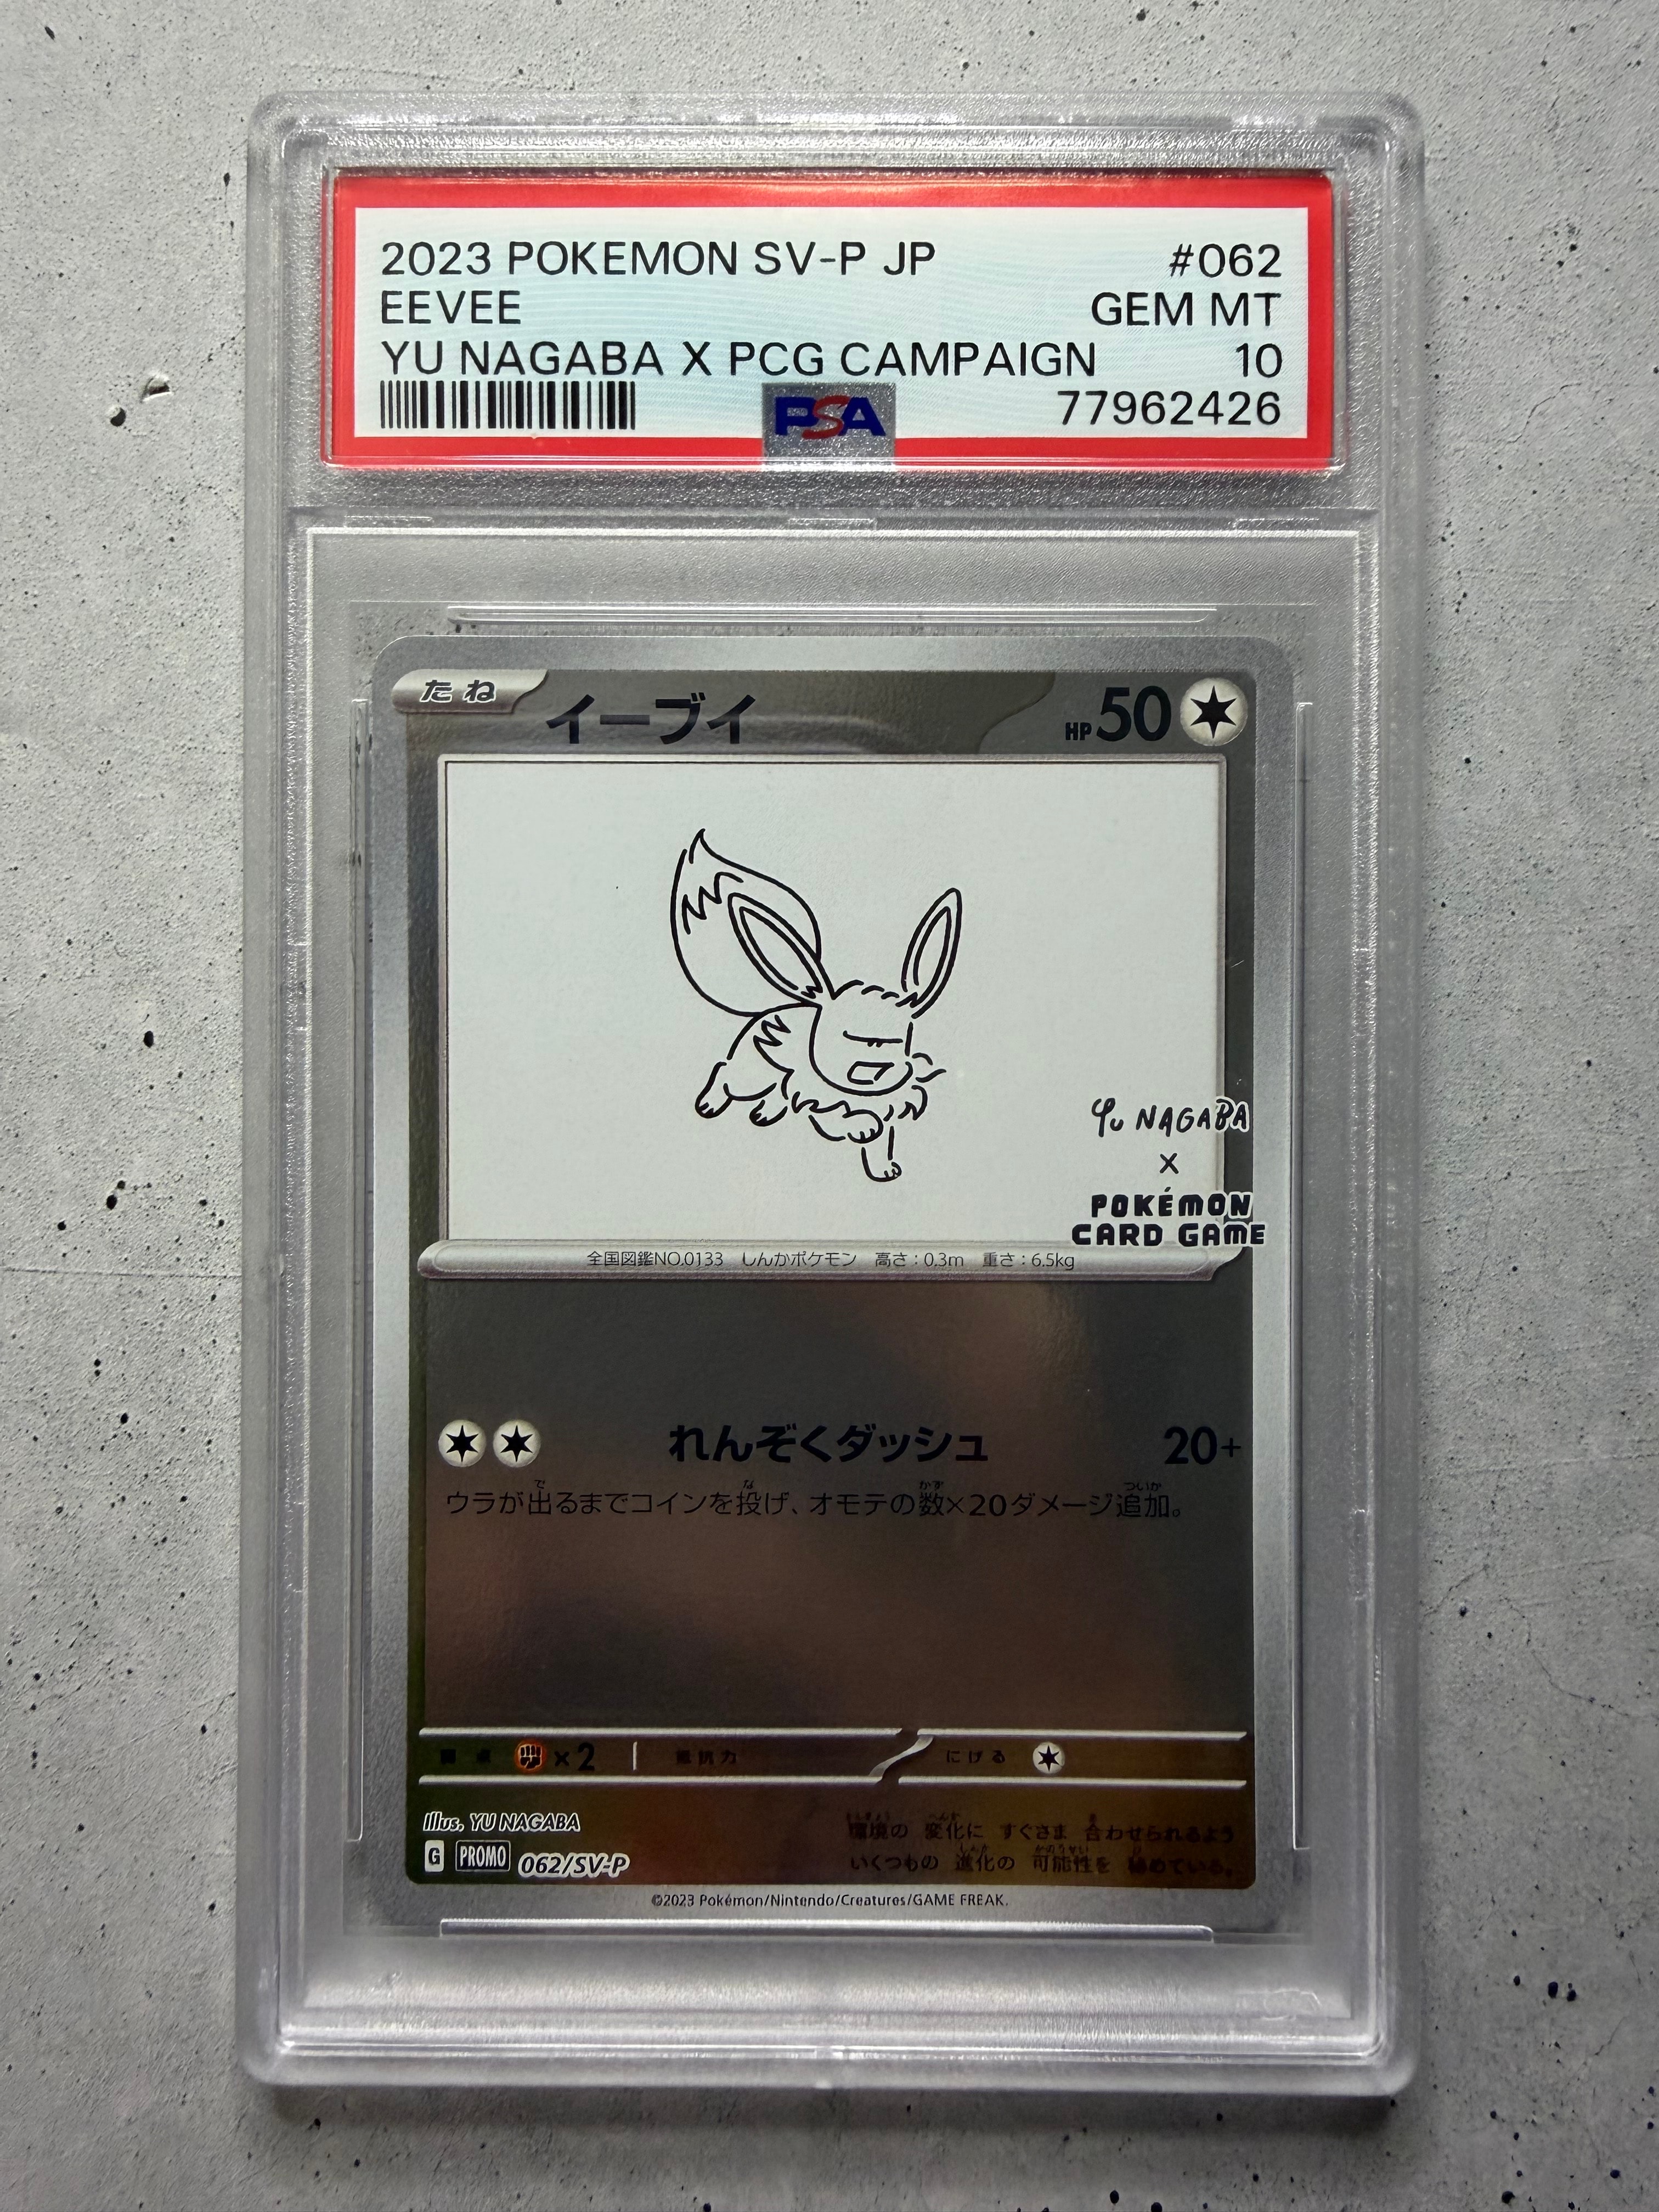 2023 POKEMON SV-P JP #062
EEVEE GEM MT
YU NAGABA X PCG CAMPAIGN 10
PSA 77962426
たね イーブイ HP50
YU NAGABA
X
POKÉMON
CARD GAME
全国図鑑NO.0133 しんかポケモン 高さ:0.3m 重さ:6.5kg
れんぞくダッシュ 20+
ウラが出るまでコインを投げ、オモテの数×20ダメージ追加。
×2 抵抗力 にげる
Illus. YU NAGABA
環境の 変化に すぐさま 合わせられるよう
G PROMO 062/SV-P
いくつもの 進化の 可能性を 秘めている。
©2023 Pokémon/Nintendo/Creatures/GAME FREAK.